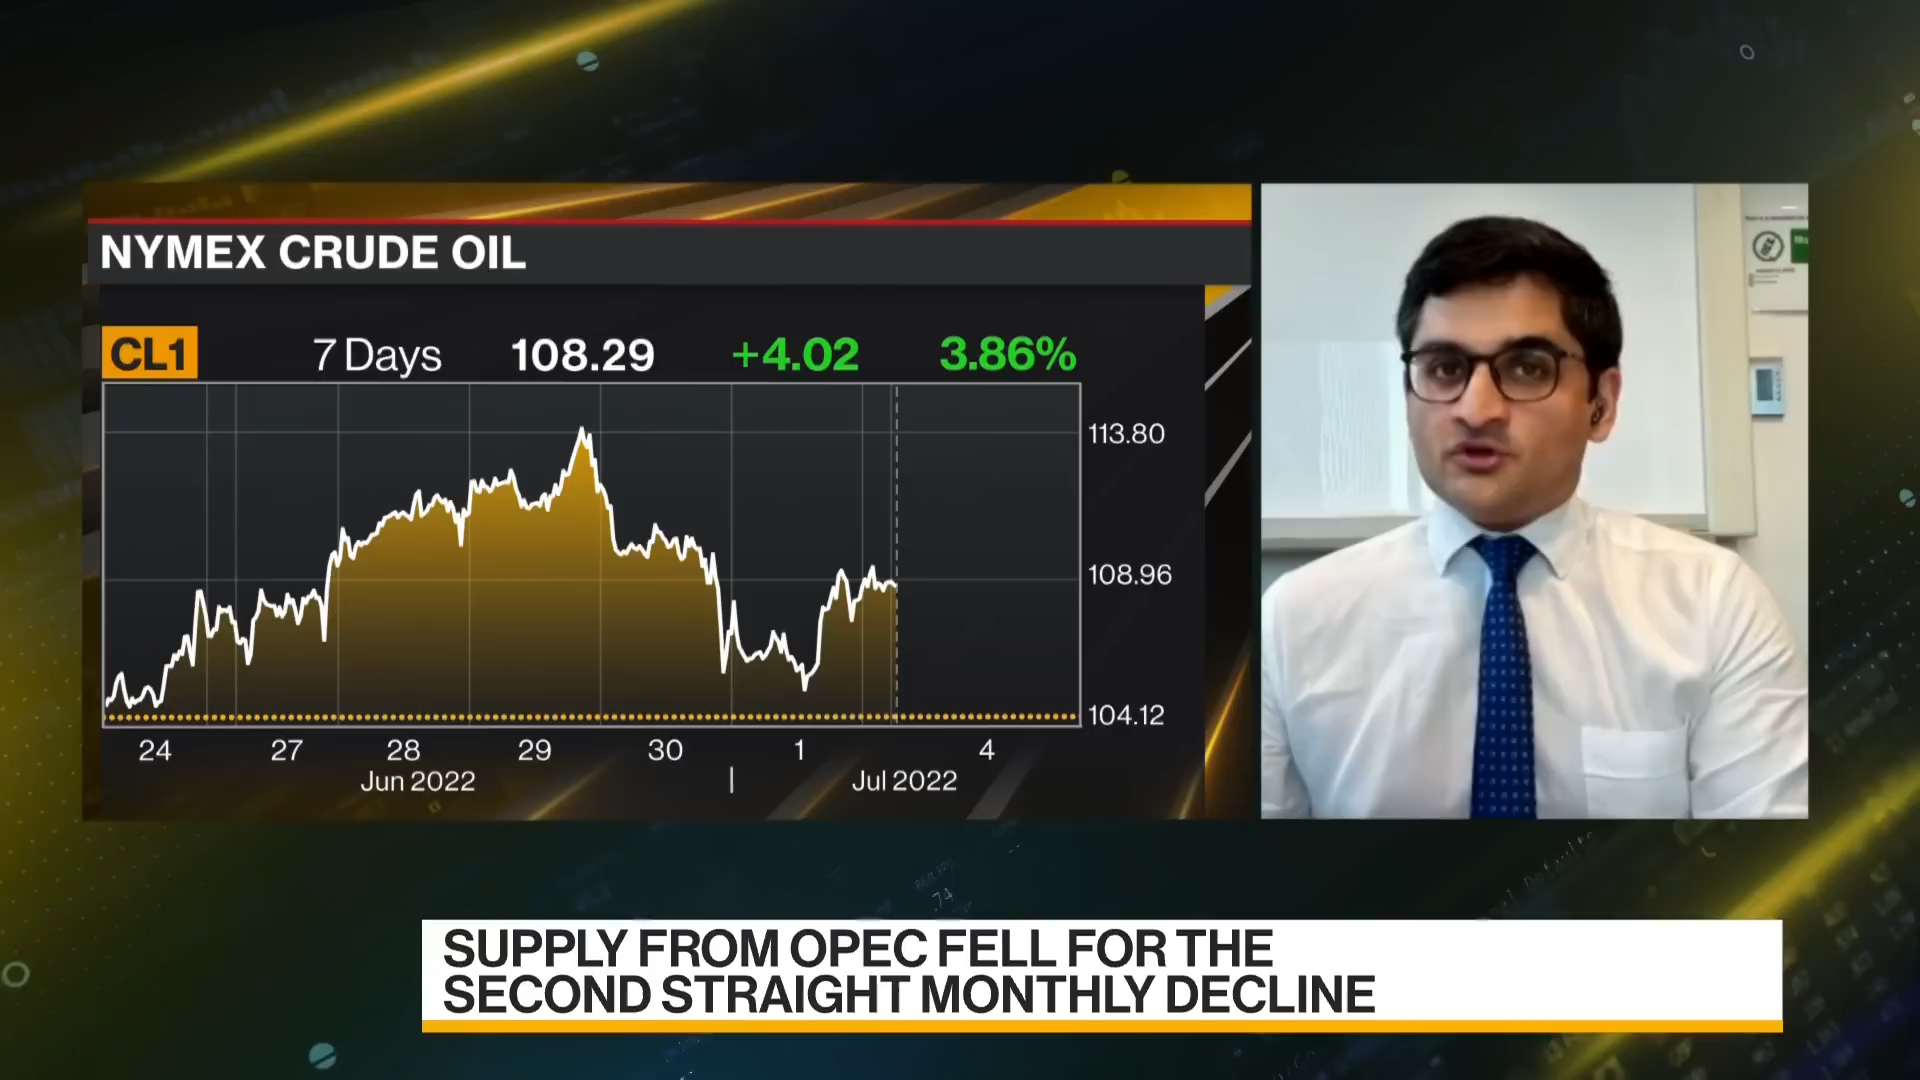 NYMEX CRUDE OIL
CL1 7 Days 108.29 +4.02 3.86%
113.80
108.96
104.12
24 27 28 29 30 1 4
Jun 2022 | Jul 2022
SUPPLY FROM OPEC FELL FOR THE
SECOND STRAIGHT MONTHLY DECLINE